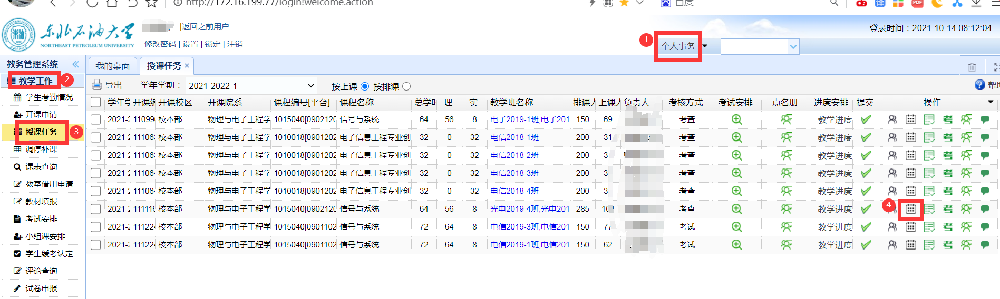 http://172.16.199.77/login!welcome.action
百度
东北石油大学
NORTHEAST PETROLEUM UNIVERSITY
|返回之前用户
修改密码 | 设置 | 锁定 | 注销
登录时间：2021-10-14 08:12:04
1 个人事务
教务管理系统 «
我的桌面 授课任务 ×
教学工作 2
导出 学年学期： 2021-2022-1 按上课 按排课 帮助
学生考勤情况
开课申请
授课任务 3
调停补课
课表查询
教室借用申请
教材填报
考试安排
小组课安排
学生缓考认定
评论查询
试卷申报
学年学 开课编 开课校区 开课院系 课程编号[平台] 课程名称 总学时 理 实 教学班名称 排课人 上课人 负责人 考核方式 考试安排 点名册 进度安排 提交 操作
2021-2 110990 校本部 物理与电子工程学 1015040[0902120 信号与系统 64 56 8 电子2019-1班,电子201 150 69 考查 教学进度
2021-2 111063 校本部 物理与电子工程学 1010018[0901202 电子信息工程专业创 32 0 32 电信2018-1班 200 31 考查 教学进度
2021-2 111063 校本部 物理与电子工程学 1010018[0901202 电子信息工程专业创 32 0 32 电信2018-2班 200 考查 教学进度
2021-2 111064 校本部 物理与电子工程学 1010018[0901202 电子信息工程专业创 32 0 32 电信2018-3班 200 3 考查 教学进度
2021-2 111064 校本部 物理与电子工程学 1010018[0901202 电子信息工程专业创 32 0 32 电信2018-4班 200 3 考查 教学进度
2021-2 111116 校本部 物理与电子工程学 1015040[0902120 信号与系统 64 56 8 光电2019-4班,光电201 285 考查 教学进度 4
2021-2 111224 校本部 物理与电子工程学 1015040[0901102 信号与系统 72 64 8 电信2019-3班,电信201 150 77 考试 教学进度
2021-2 111224 校本部 物理与电子工程学 1015040[0901102 信号与系统 72 64 8 电信2019-1班,电信201 150 62 考试 教学进度